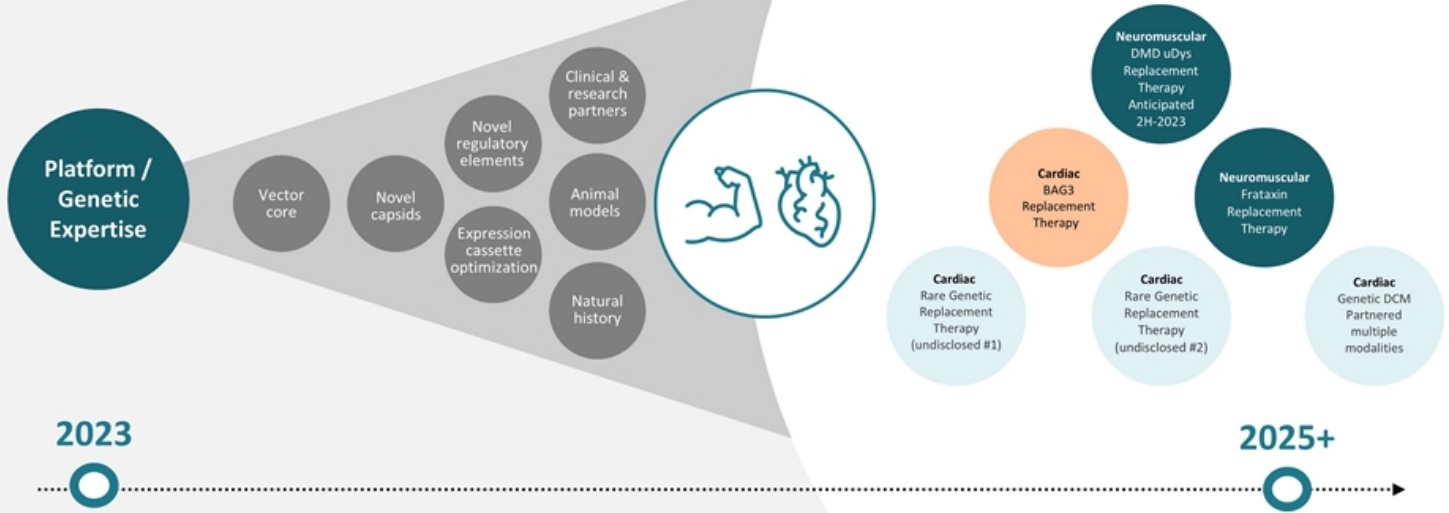 Platform /
Genetic
Expertise
Vector
core
Novel
capsids
Novel
regulatory
elements
Expression
cassette
optimization
Clinical &
research
partners
Animal
models
Natural
history
Neuromuscular
DMD uDys
Replacement
Therapy
Anticipated
2H-2023
Cardiac
BAG3
Replacement
Therapy
Neuromuscular
Frataxin
Replacement
Therapy
Cardiac
Rare Genetic
Replacement
Therapy
(undisclosed #1)
Cardiac
Rare Genetic
Replacement
Therapy
(undisclosed #2)
Cardiac
Genetic DCM
Partnered
multiple
modalities
2023
2025+